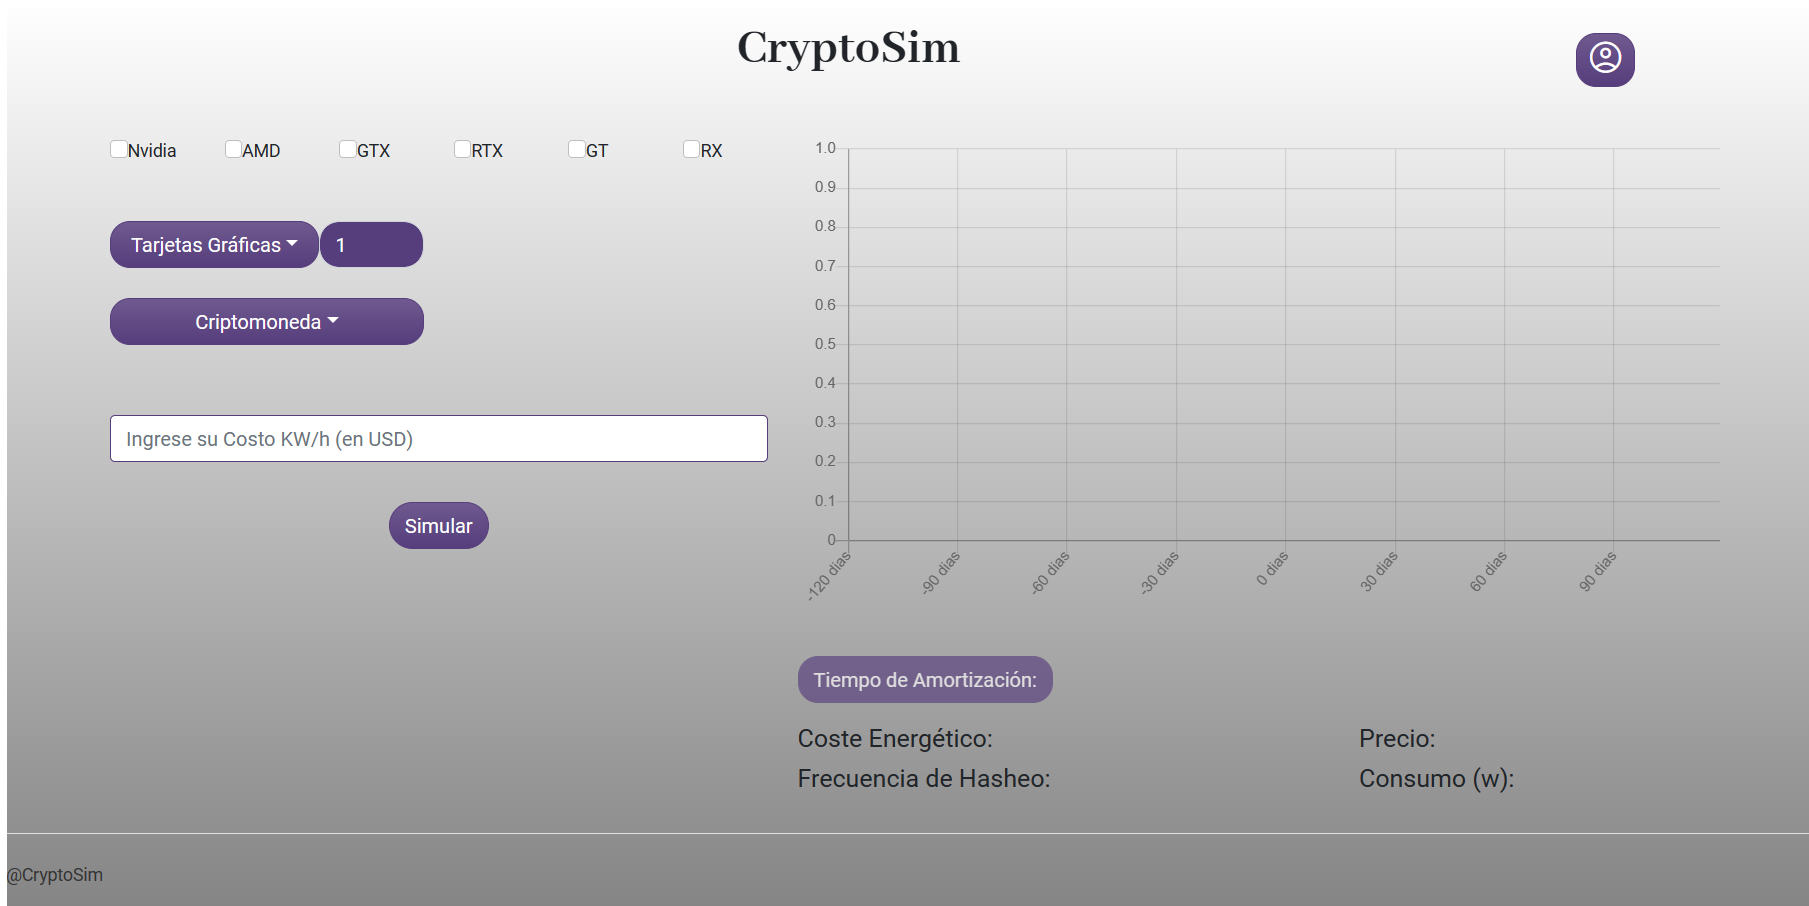 CryptoSim
Nvidia AMD GTX RTX GT RX
Tarjetas Gráficas 1
Criptomoneda
Ingrese su Costo KW/h (en USD)
Simular
1.0
0.9
0.8
0.7
0.6
0.5
0.4
0.3
0.2
0.1
0
-120 dias -90 dias -60 dias -30 dias 0 dias 30 dias 60 dias 90 dias
Tiempo de Amortización:
Coste Energético: Precio:
Frecuencia de Hasheo: Consumo (w):
@CryptoSim